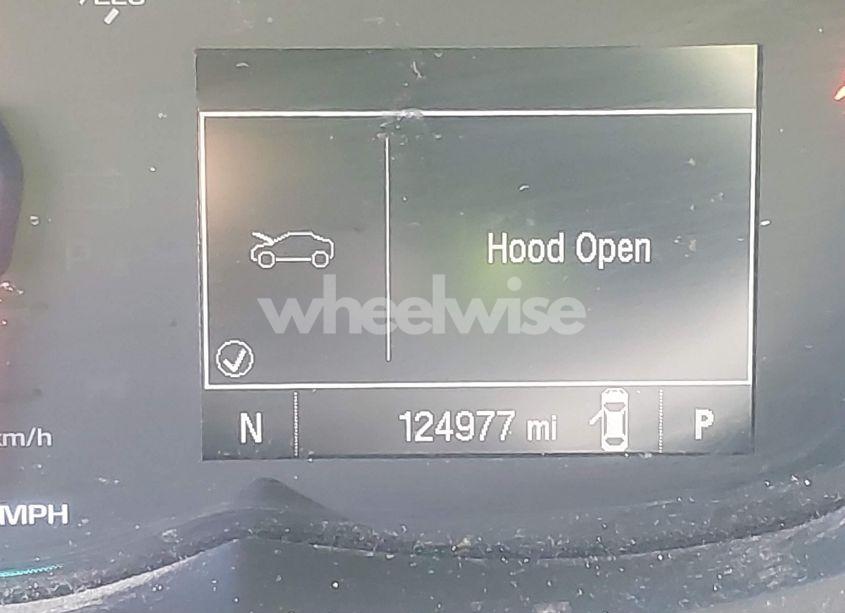 Hood Open
wheelwise
N 124977 mi P
km/h
MPH